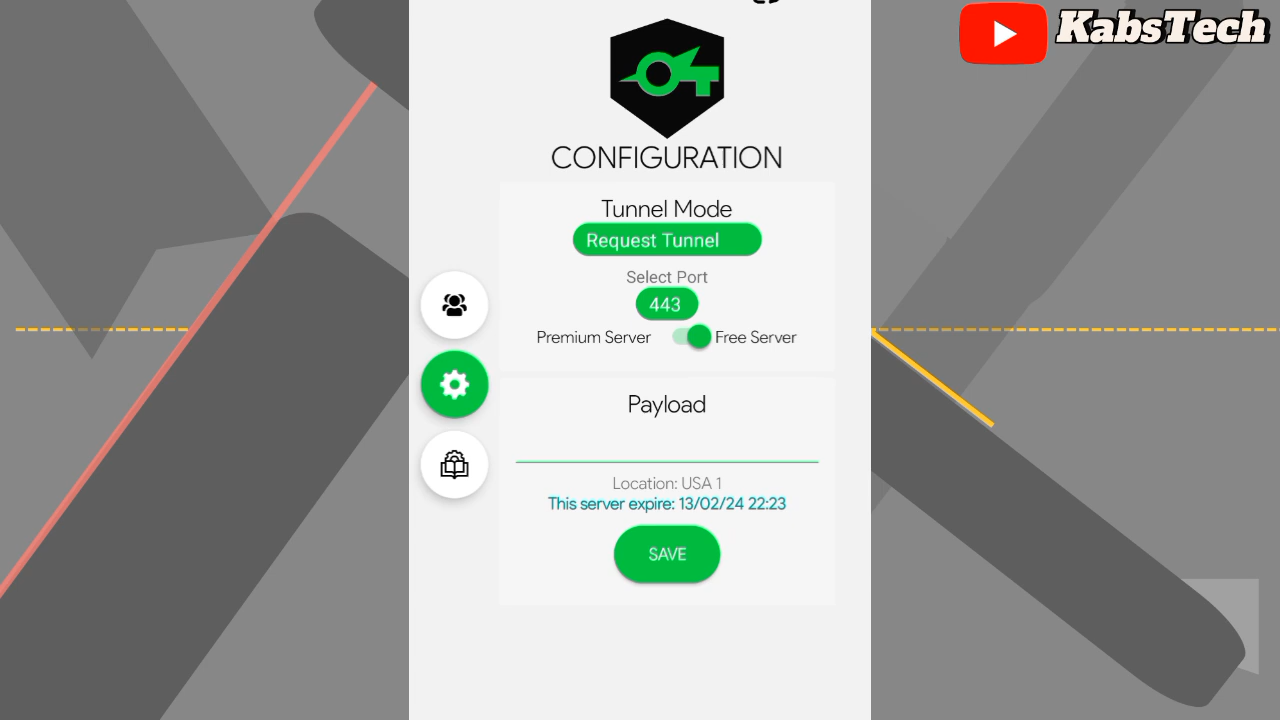 KabsTech
CONFIGURATION
Tunnel Mode
Request Tunnel
Select Port
443
Premium Server Free Server
Payload
Location: USA 1
This server expire: 13/02/24 22:23
SAVE